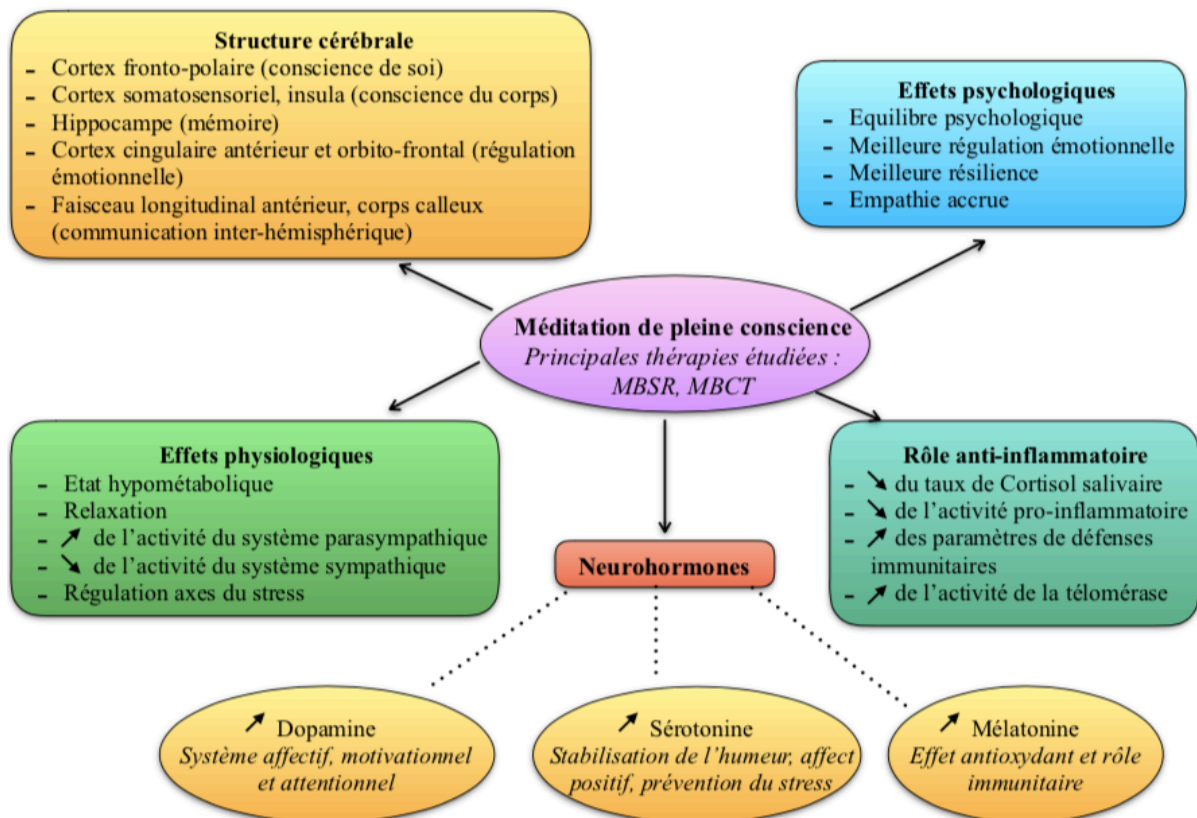 Structure cérébrale
- Cortex fronto-polaire (conscience de soi)
- Cortex somatosensoriel, insula (conscience du corps)
- Hippocampe (mémoire)
- Cortex cingulaire antérieur et orbito-frontal (régulation
émotionnelle)
- Faisceau longitudinal antérieur, corps calleux
(communication inter-hémisphérique)
Effets psychologiques
- Equilibre psychologique
- Meilleure régulation émotionnelle
- Meilleure résilience
- Empathie accrue
Méditation de pleine conscience
Principales thérapies étudiées :
MBSR, MBCT
Effets physiologiques
- Etat hypométabolique
- Relaxation
- ↗ de l’activité du système parasympathique
- ↘ de l’activité du système sympathique
- Régulation axes du stress
Rôle anti-inflammatoire
- ↘ du taux de Cortisol salivaire
- ↘ de l’activité pro-inflammatoire
- ↗ des paramètres de défenses
immunitaires
- ↗ de l’activité de la télomérase
Neurohormones
↗ Dopamine
Système affectif, motivationnel
et attentionnel
↗ Sérotonine
Stabilisation de l’humeur, affect
positif, prévention du stress
↗ Mélatonine
Effet antioxydant et rôle
immunitaire